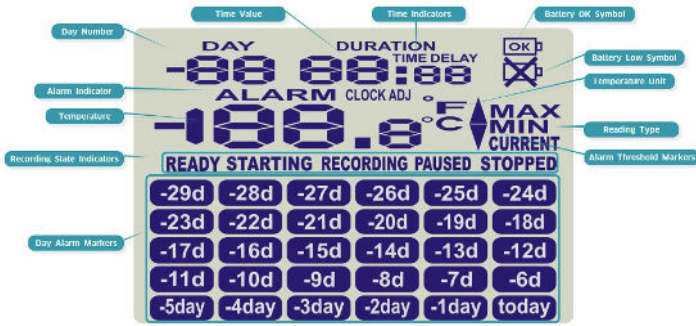 Time Value
Time Indicators
Battery OK Symbol
Day Number
DAY
DURATION
OK
-88 88:88
TIME DELAY
Battery Low Symbol
Alarm Indicator
ALARM
CLOCK ADJ
Temperature Unit
Temperature
-188.8
°F
°C
MAX
MIN
CURRENT
Reading Type
Alarm Threshold Markers
Recording State Indicators
READY STARTING RECORDING PAUSED STOPPED
-29d -28d -27d -26d -25d -24d
-23d -22d -21d -20d -19d -18d
Day Alarm Markers
-17d -16d -15d -14d -13d -12d
-11d -10d -9d -8d -7d -6d
-5day -4day -3day -2day -1day today